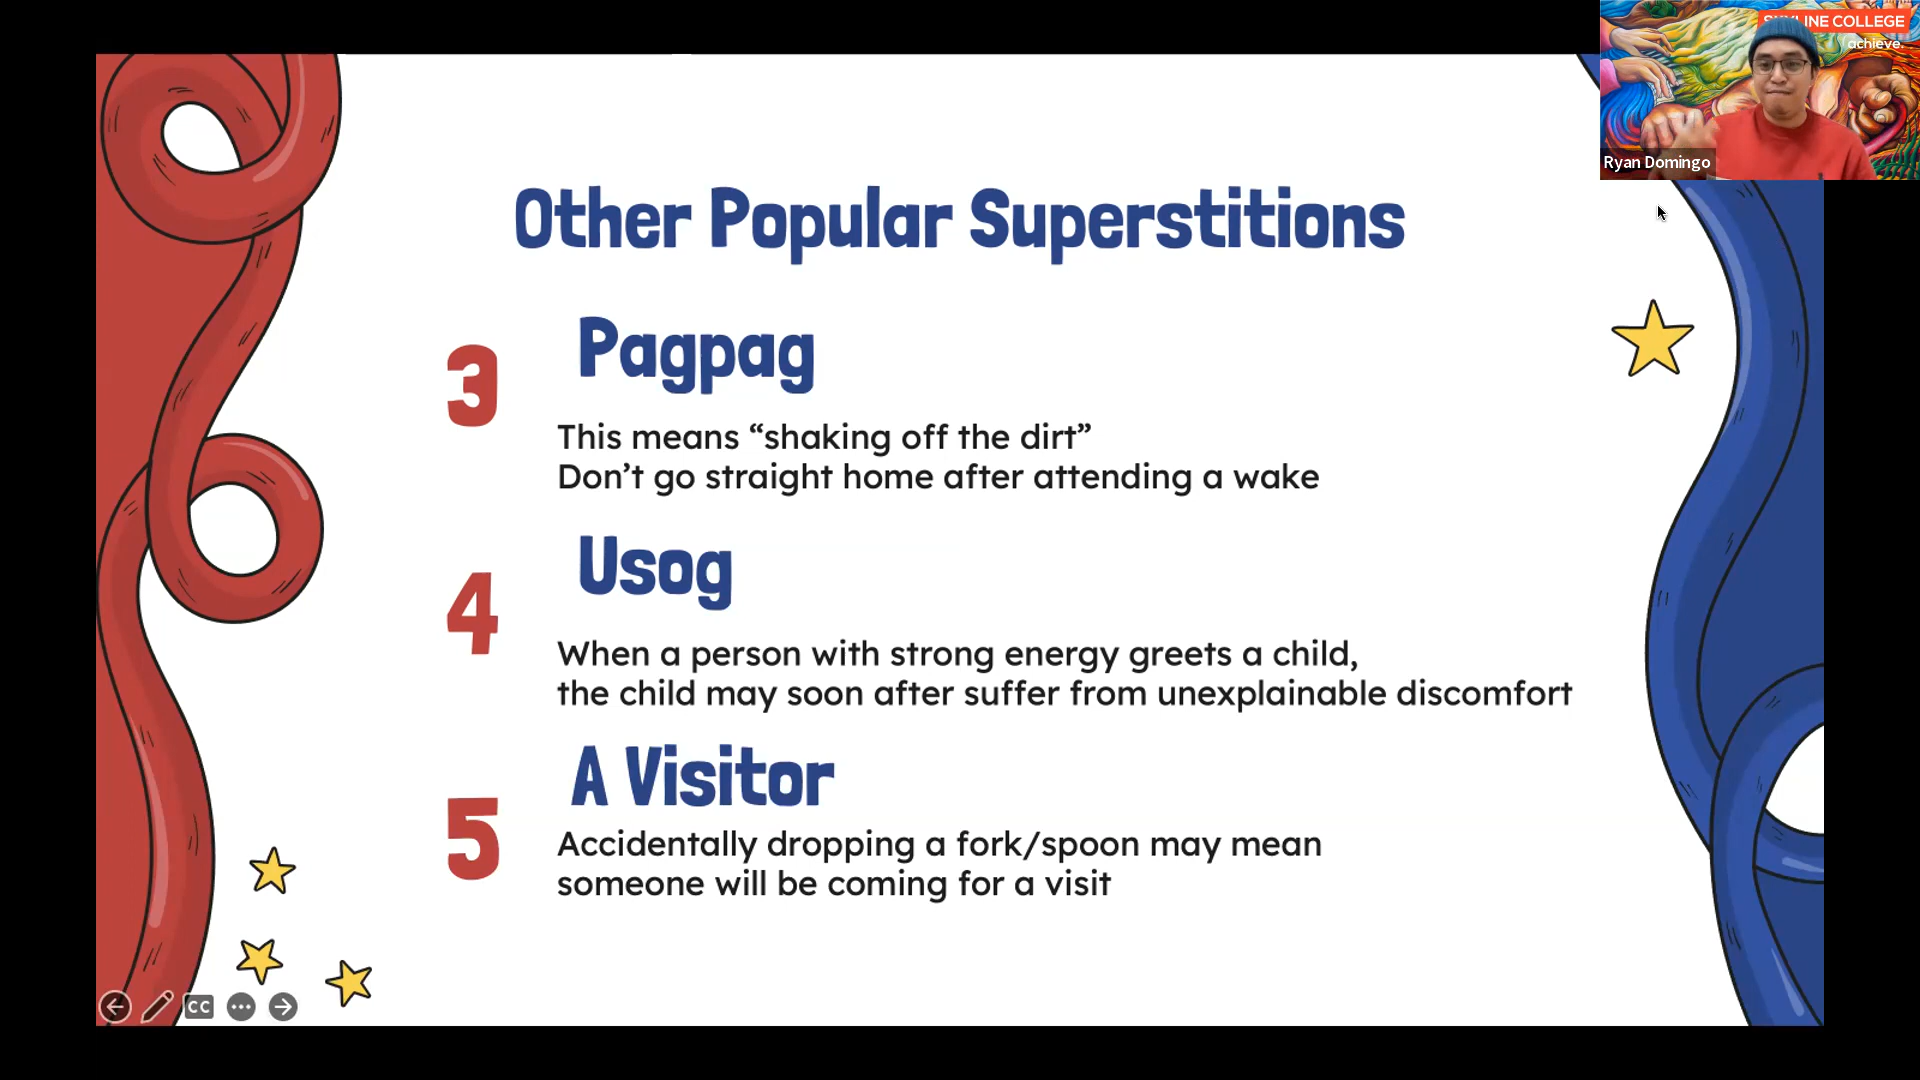 SKYLINE COLLEGE
achieve.
Ryan Domingo
Other Popular Superstitions
3
Pagpag
This means “shaking off the dirt”
Don’t go straight home after attending a wake
4
Usog
When a person with strong energy greets a child,
the child may soon after suffer from unexplainable discomfort
5
A Visitor
Accidentally dropping a fork/spoon may mean
someone will be coming for a visit
CC